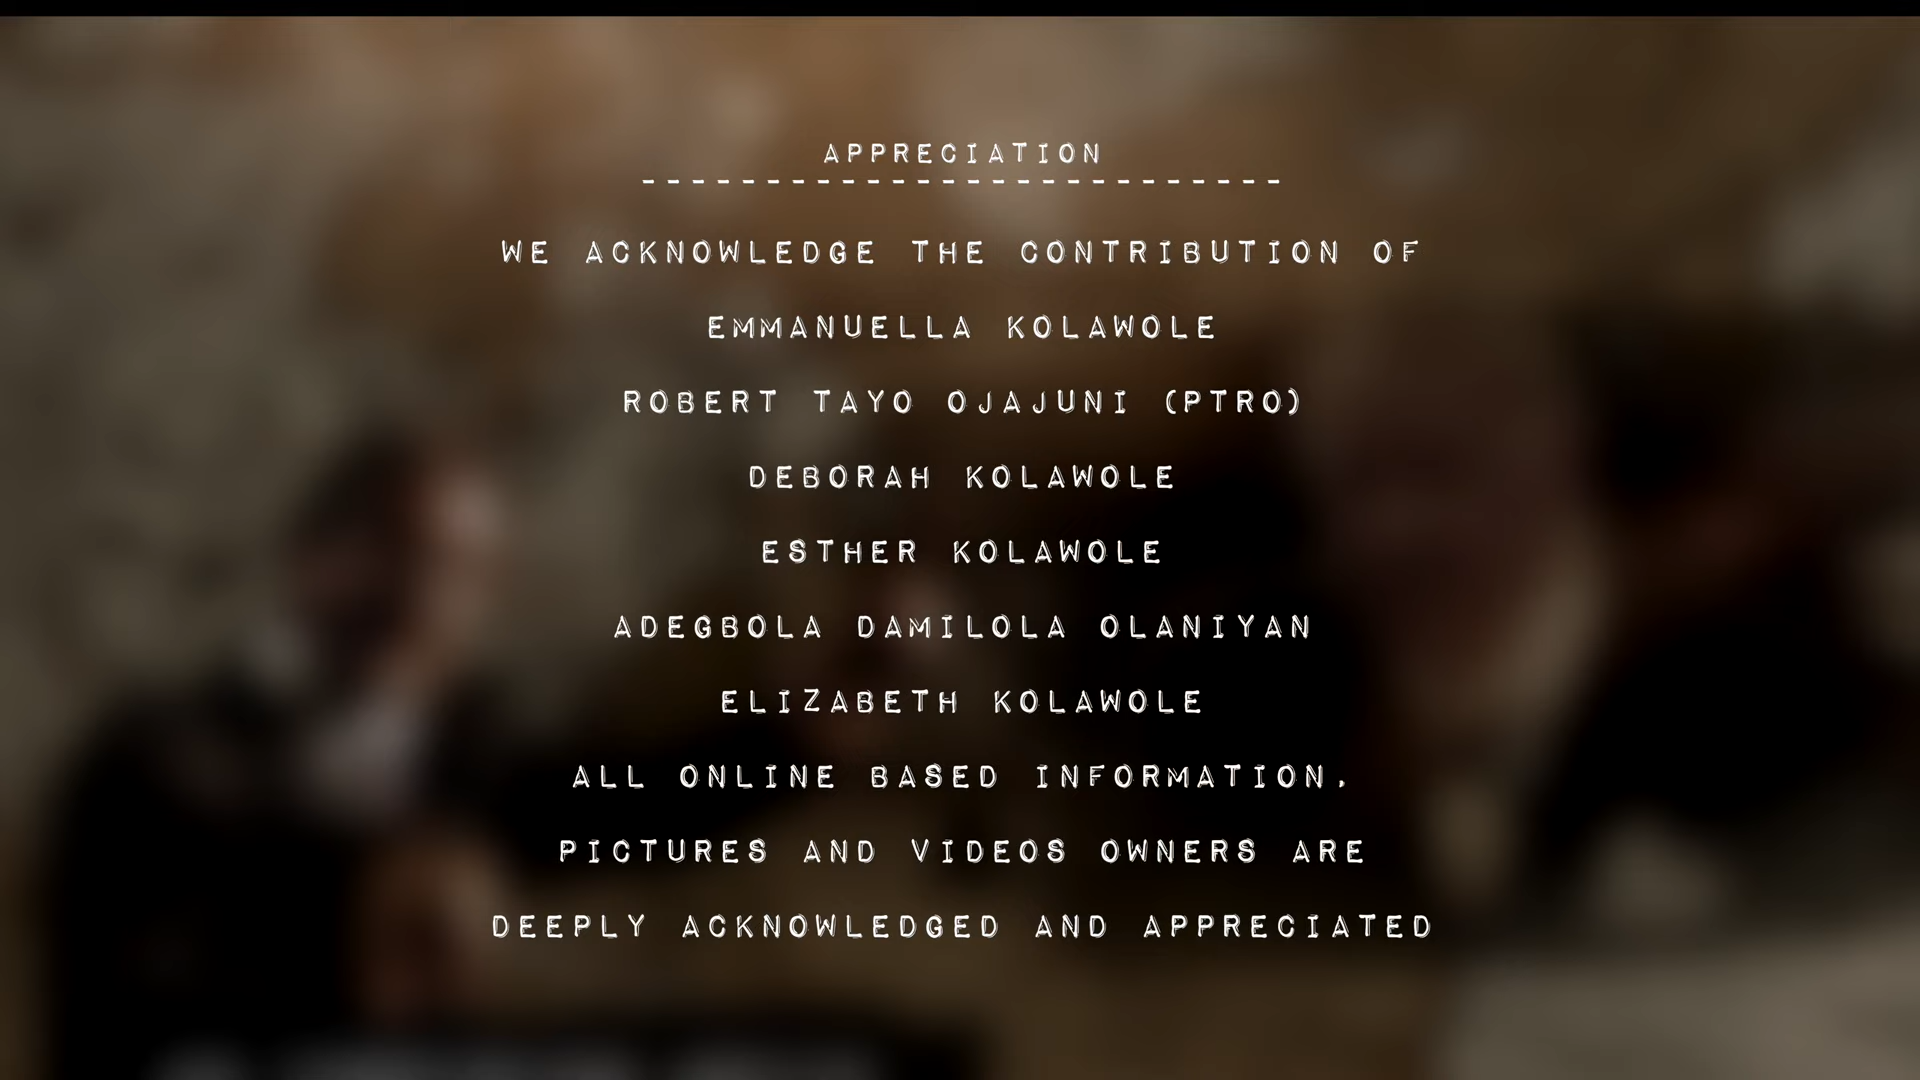 APPRECIATION
--------------------------
WE ACKNOWLEDGE THE CONTRIBUTION OF
EMMANUELLA KOLAWOLE
ROBERT TAYO OJAJUNI (PTRO)
DEBORAH KOLAWOLE
ESTHER KOLAWOLE
ADEGBOLA DAMILOLA OLANIYAN
ELIZABETH KOLAWOLE
ALL ONLINE BASED INFORMATION,
PICTURES AND VIDEOS OWNERS ARE
DEEPLY ACKNOWLEDGED AND APPRECIATED